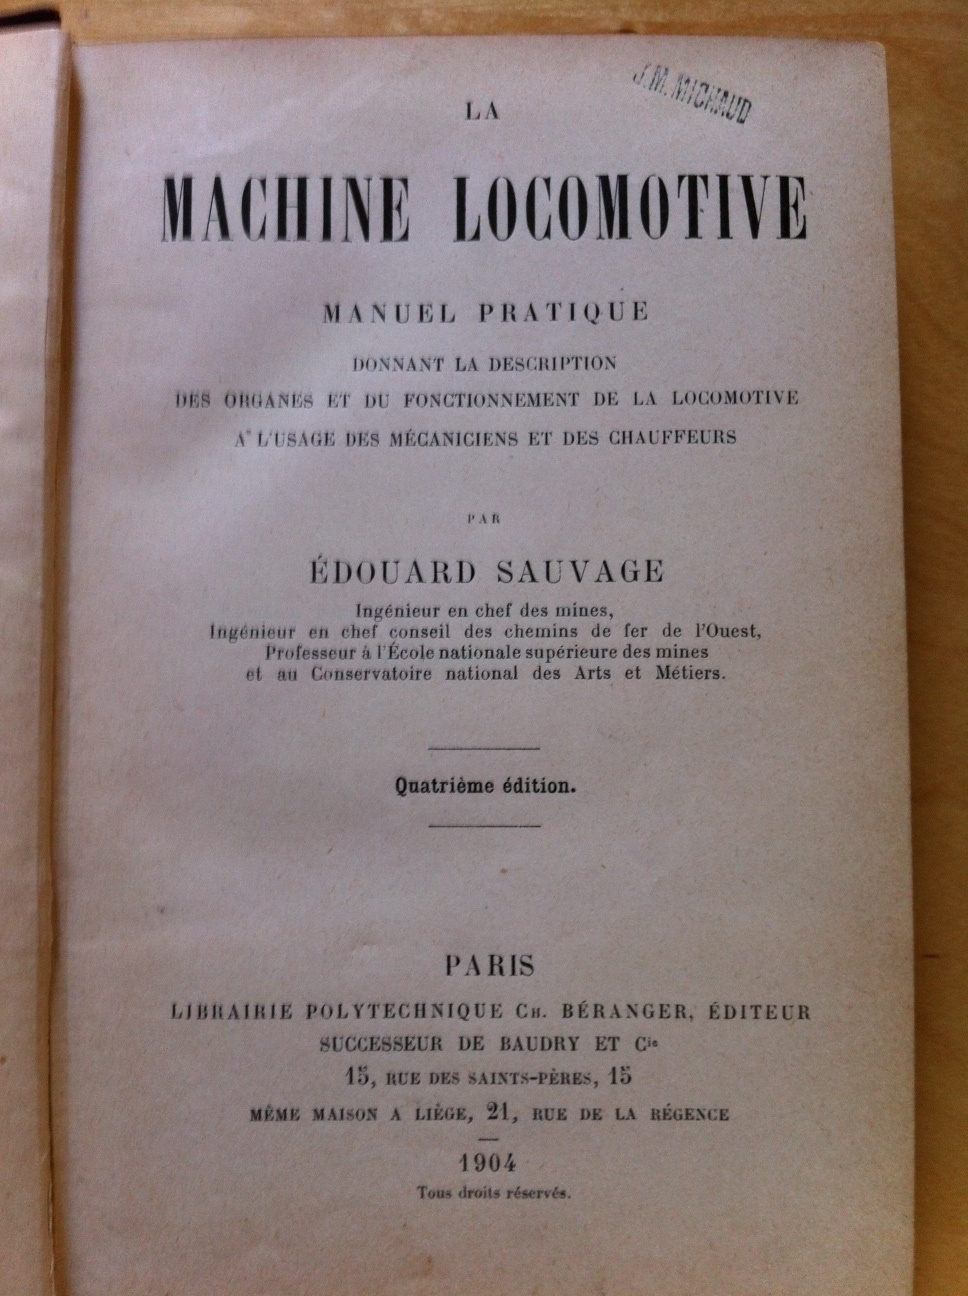 J. M. MICHAUD
LA
MACHINE LOCOMOTIVE
MANUEL PRATIQUE
DONNANT LA DESCRIPTION
DES ORGANES ET DU FONCTIONNEMENT DE LA LOCOMOTIVE
A L'USAGE DES MÉCANICIENS ET DES CHAUFFEURS
PAR
ÉDOUARD SAUVAGE
Ingénieur en chef des mines,
Ingénieur en chef conseil des chemins de fer de l'Ouest,
Professeur à l'École nationale supérieure des mines
et au Conservatoire national des Arts et Métiers.
Quatrième édition.
PARIS
LIBRAIRIE POLYTECHNIQUE CH. BÉRANGER, ÉDITEUR
SUCCESSEUR DE BAUDRY ET Cie
15, RUE DES SAINTS-PÈRES, 15
MÊME MAISON A LIÈGE, 21, RUE DE LA RÉGENCE
1904
Tous droits réservés.